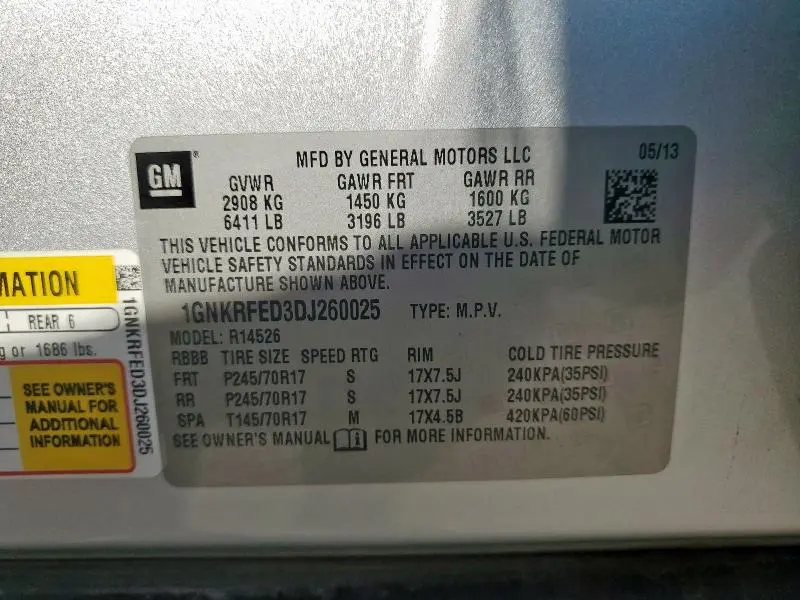 GM
MFD BY GENERAL MOTORS LLC 05/13
GVWR GAWR FRT GAWR RR
2908 KG 1450 KG 1600 KG
6411 LB 3196 LB 3527 LB
THIS VEHICLE CONFORMS TO ALL APPLICABLE U.S. FEDERAL MOTOR
VEHICLE SAFETY STANDARDS IN EFFECT ON THE DATE OF
MANUFACTURE SHOWN ABOVE.
1GNKRFED3DJ260025 TYPE: M.P.V.
MODEL: R14526
RBBB TIRE SIZE SPEED RTG RIM COLD TIRE PRESSURE
FRT P245/70R17 S 17X7.5J 240KPA(35PSI)
RR P245/70R17 S 17X7.5J 240KPA(35PSI)
SPA T145/70R17 M 17X4.5B 420KPA(60PSI)
SEE OWNER'S MANUAL FOR MORE INFORMATION.
MATION
REAR 6
g or 1686 lbs.
SEE OWNER'S
MANUAL FOR
ADDITIONAL
INFORMATION
1GNKRFED3DJ260025